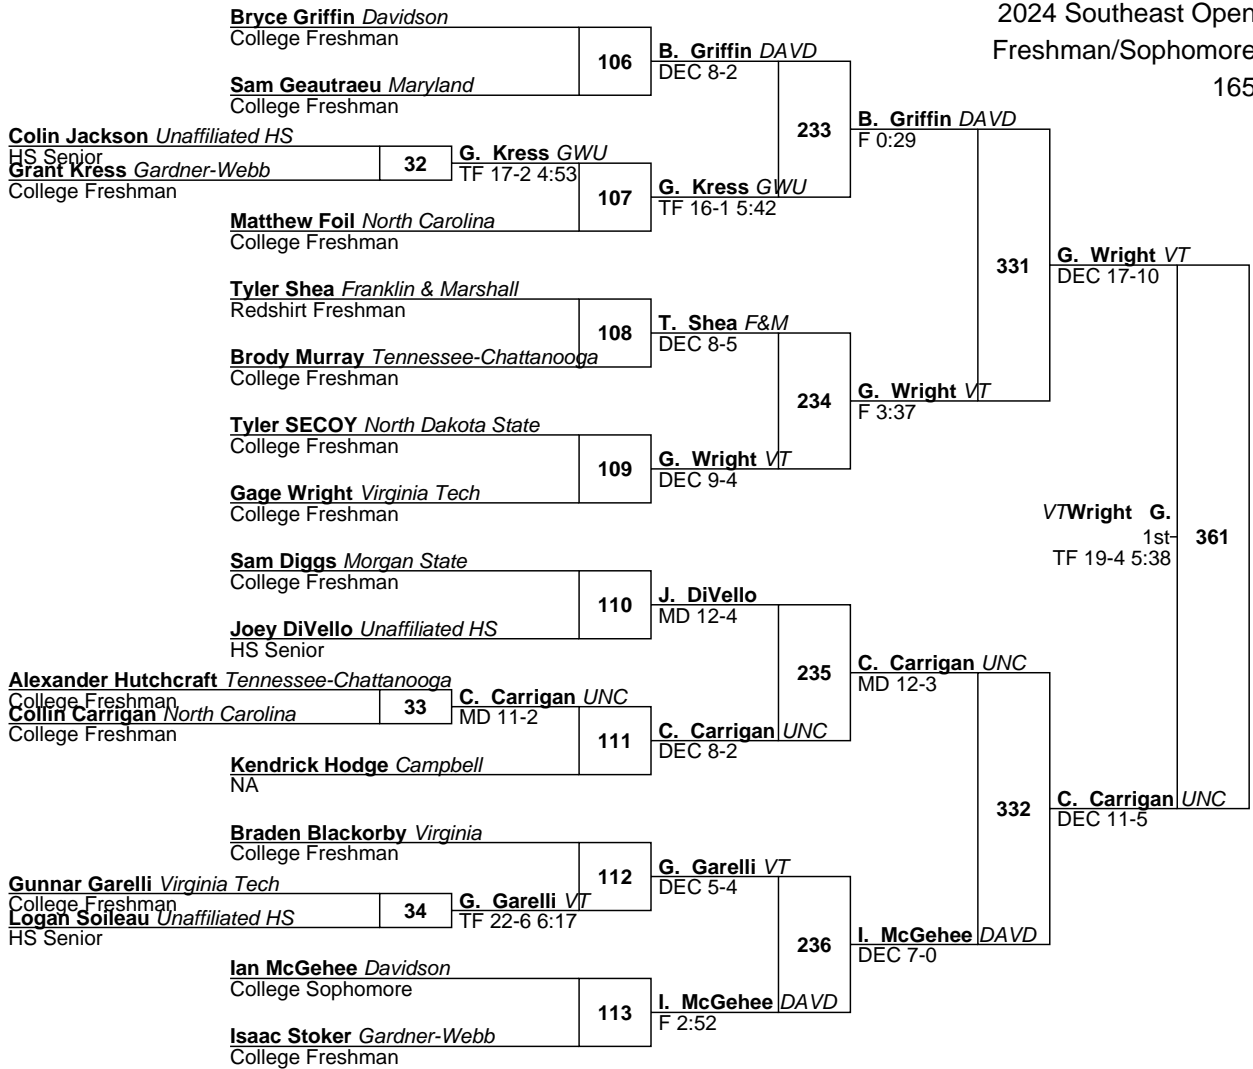 2024 Southeast Open
Freshman/Sophomore
165
Bryce Griffin Davidson
College Freshman
106
Sam Geautraeu Maryland
College Freshman
B. Griffin DAVD
DEC 8-2
Colin Jackson Unaffiliated HS
HS Senior
32
Grant Kress Gardner-Webb
College Freshman
G. Kress GWU
TF 17-2 4:53
107
Matthew Foil North Carolina
College Freshman
G. Kress GWU
TF 16-1 5:42
233
B. Griffin DAVD
F 0:29
Tyler Shea Franklin & Marshall
Redshirt Freshman
108
Brody Murray Tennessee-Chattanooga
College Freshman
T. Shea F&M
DEC 8-5
Tyler SECOY North Dakota State
College Freshman
109
Gage Wright Virginia Tech
College Freshman
G. Wright VT
DEC 9-4
234
G. Wright VT
F 3:37
331
G. Wright VT
DEC 17-10
Sam Diggs Morgan State
College Freshman
110
Joey DiVello Unaffiliated HS
HS Senior
J. DiVello
MD 12-4
Alexander Hutchcraft Tennessee-Chattanooga
College Freshman
33
Collin Carrigan North Carolina
College Freshman
C. Carrigan UNC
MD 11-2
111
Kendrick Hodge Campbell
NA
C. Carrigan UNC
DEC 8-2
235
C. Carrigan UNC
MD 12-3
Braden Blackorby Virginia
College Freshman
112
Gunnar Garelli Virginia Tech
College Freshman
34
Logan Soileau Unaffiliated HS
HS Senior
G. Garelli VT
TF 22-6 6:17
G. Garelli VT
DEC 5-4
Ian McGehee Davidson
College Sophomore
113
Isaac Stoker Gardner-Webb
College Freshman
I. McGehee DAVD
F 2:52
236
I. McGehee DAVD
DEC 7-0
332
C. Carrigan UNC
DEC 11-5
361
VTWright G.
1st
TF 19-4 5:38